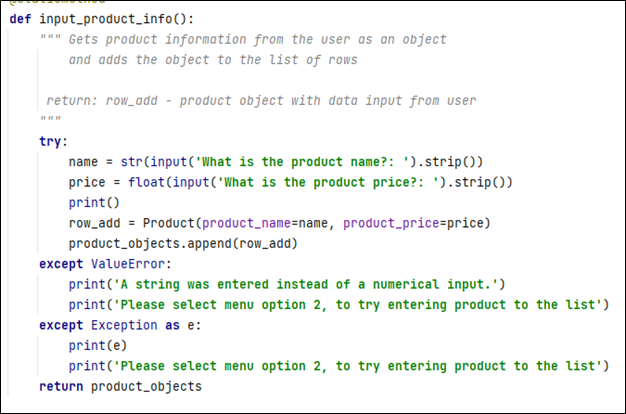 @staticmethod
def input_product_info():
    """ Gets product information from the user as an object
        and adds the object to the list of rows

     return: row_add - product object with data input from user
    """
    try:
        name = str(input('What is the product name?: ').strip())
        price = float(input('What is the product price?: ').strip())
        print()
        row_add = Product(product_name=name, product_price=price)
        product_objects.append(row_add)
    except ValueError:
        print('A string was entered instead of a numerical input.')
        print('Please select menu option 2, to try entering product to the list')
    except Exception as e:
        print(e)
        print('Please select menu option 2, to try entering product to the list')
    return product_objects